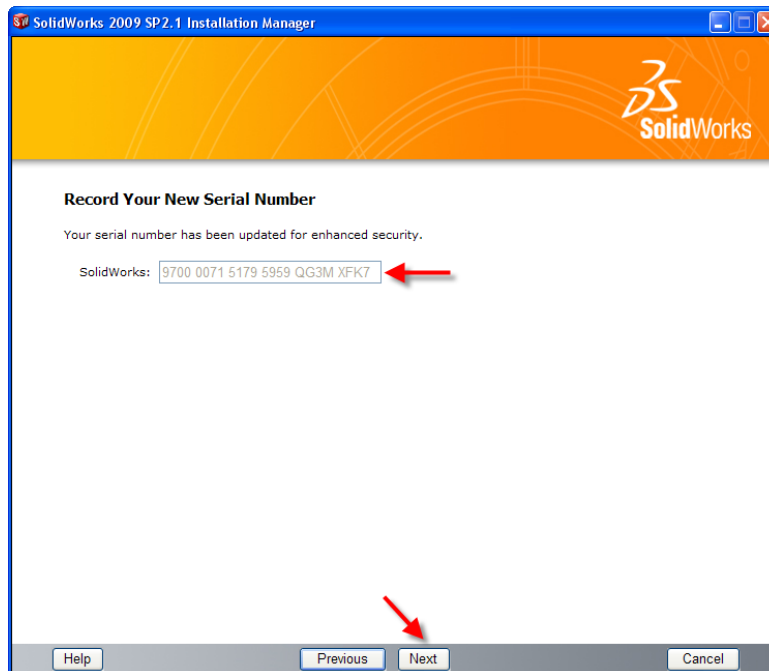 SolidWorks 2009 SP2.1 Installation Manager
SolidWorks
Record Your New Serial Number
Your serial number has been updated for enhanced security.
SolidWorks: 9700 0071 5179 5959 QG3M XFK7
Help Previous Next Cancel